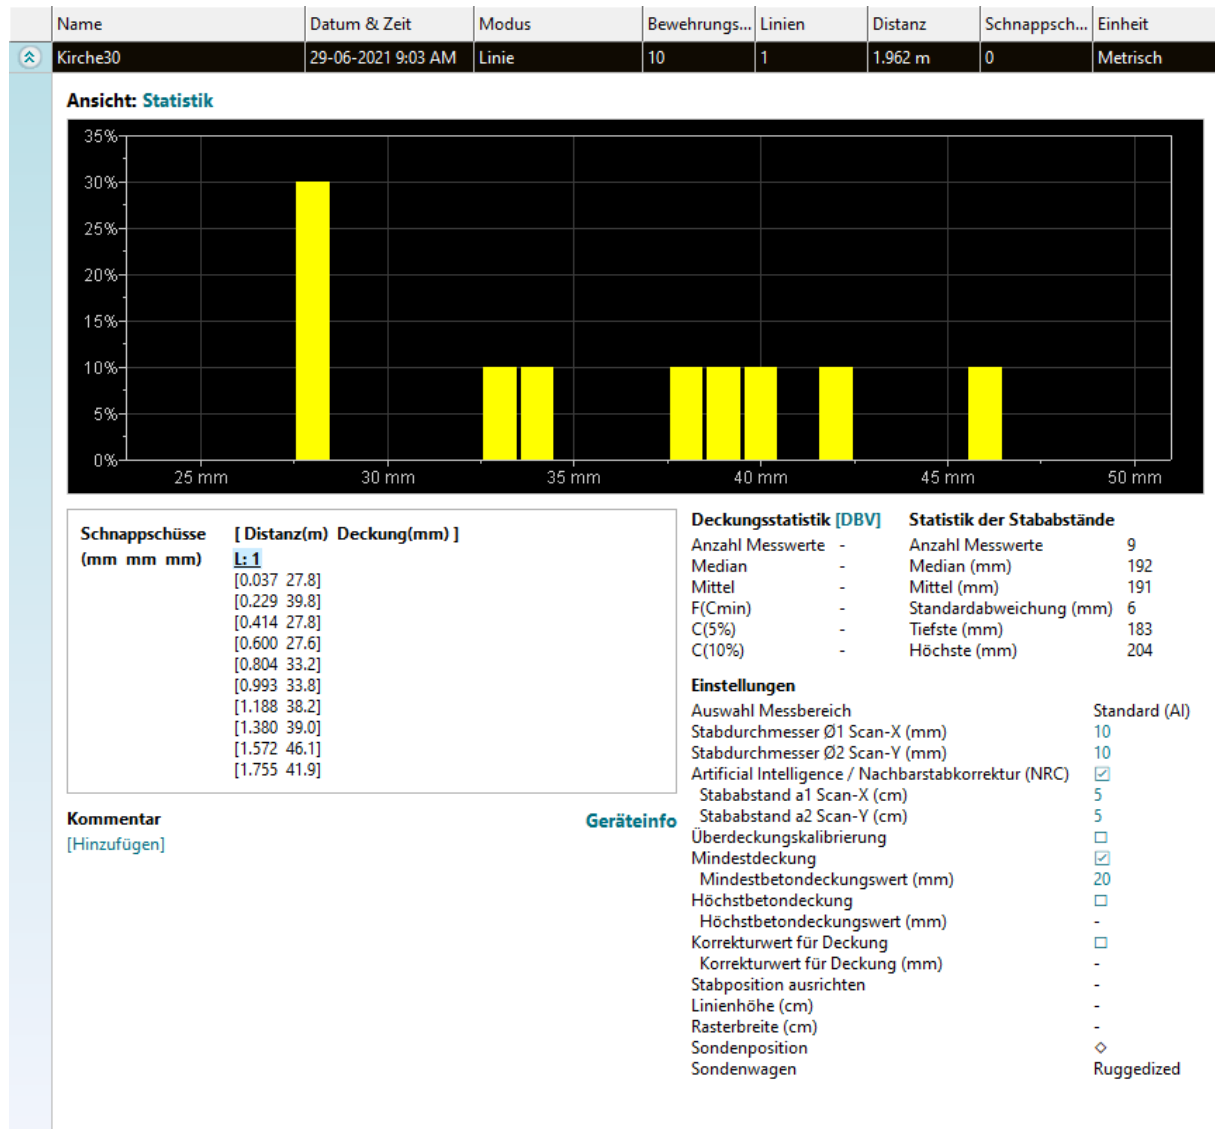 Name Datum & Zeit Modus Bewehrungs... Linien Distanz Schnappsch... Einheit
Kirche30 29-06-2021 9:03 AM Linie 10 1 1.962 m 0 Metrisch
Ansicht: Statistik
35%
30%
25%
20%
15%
10%
5%
0%
25 mm 30 mm 35 mm 40 mm 45 mm 50 mm
Schnappschüsse [ Distanz(m) Deckung(mm) ]
(mm mm mm) L: 1
[0.037 27.8]
[0.229 39.8]
[0.414 27.8]
[0.600 27.6]
[0.804 33.2]
[0.993 33.8]
[1.188 38.2]
[1.380 39.0]
[1.572 46.1]
[1.755 41.9]
Kommentar Geräteinfo
[Hinzufügen]
Deckungsstatistik [DBV]
Anzahl Messwerte -
Median -
Mittel -
F(Cmin) -
C(5%) -
C(10%) -
Statistik der Stababstände
Anzahl Messwerte 9
Median (mm) 192
Mittel (mm) 191
Standardabweichung (mm) 6
Tiefste (mm) 183
Höchste (mm) 204
Einstellungen
Auswahl Messbereich Standard (AI)
Stabdurchmesser Ø1 Scan-X (mm) 10
Stabdurchmesser Ø2 Scan-Y (mm) 10
Artificial Intelligence / Nachbarstabkorrektur (NRC) ☑
Stababstand a1 Scan-X (cm) 5
Stababstand a2 Scan-Y (cm) 5
Überdeckungskalibrierung ☐
Mindestdeckung ☑
Mindestbetondeckungswert (mm) 20
Höchstbetondeckung ☐
Höchstbetondeckungswert (mm) -
Korrekturwert für Deckung ☐
Korrekturwert für Deckung (mm) -
Stabposition ausrichten -
Linienhöhe (cm) -
Rasterbreite (cm) -
Sondenposition ◇
Sondenwagen Ruggedized